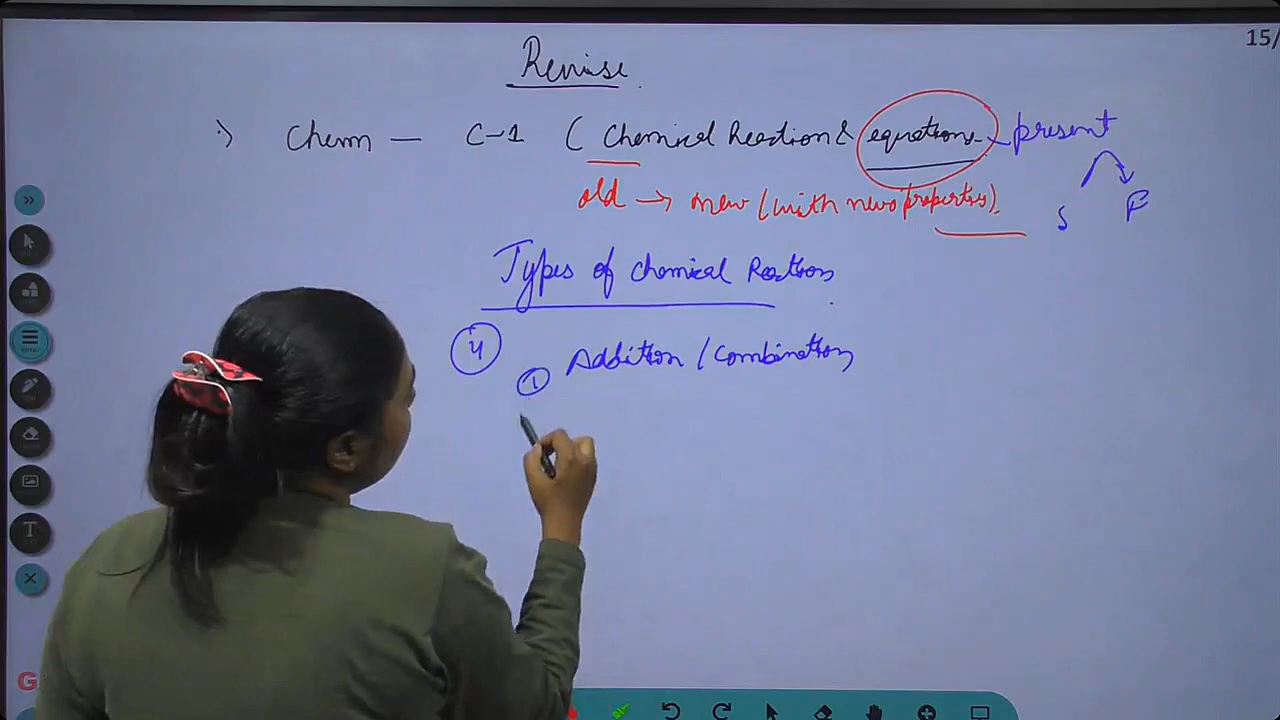 15/
Revise
Chem — C-1 ( Chemical Reaction & equations - present
old → new (with new properties).
S F
Types of chemical Reactions
4
① Addition / Combination
T
G